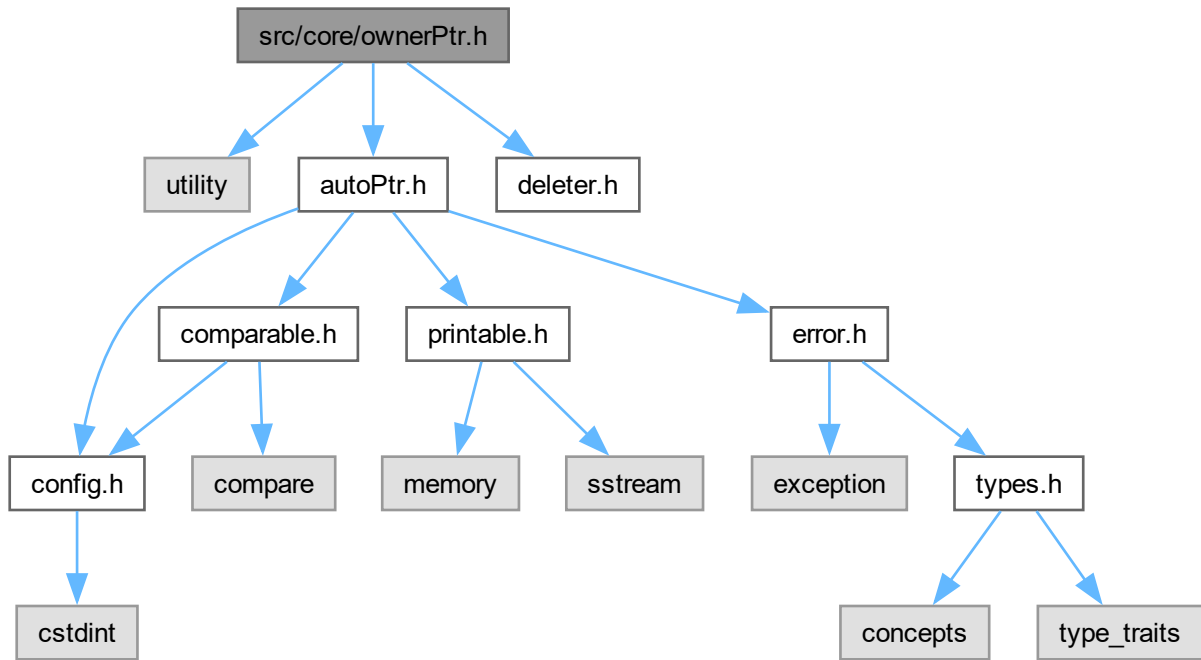 src/core/ownerPtr.h
utility
autoPtr.h
deleter.h
comparable.h
printable.h
error.h
config.h
compare
memory
sstream
exception
types.h
cstdint
concepts
type_traits